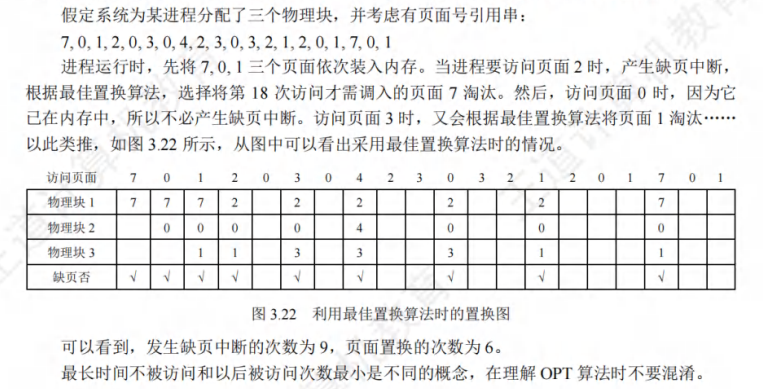 假定系统为某进程分配了三个物理块，并考虑有页面号引用串：
7, 0, 1, 2, 0, 3, 0, 4, 2, 3, 0, 3, 2, 1, 2, 0, 1, 7, 0, 1
进程运行时，先将 7, 0, 1 三个页面依次装入内存。当进程要访问页面 2 时，产生缺页中断，
根据最佳置换算法，选择将第 18 次访问才需调入的页面 7 淘汰。然后，访问页面 0 时，因为它
已在内存中，所以不必产生缺页中断。访问页面 3 时，又会根据最佳置换算法将页面 1 淘汰……
以此类推，如图 3.22 所示，从图中可以看出采用最佳置换算法时的情况。
访问页面 7 0 1 2 0 3 0 4 2 3 0 3 2 1 2 0 1 7 0 1
物理块 1 7 7 7 2 2 2 2 2 7
物理块 2 0 0 0 0 4 0 0 0
物理块 3 1 1 3 3 3 1 1
缺页否 √ √ √ √ √ √ √ √ √
图 3.22 利用最佳置换算法时的置换图
可以看到，发生缺页中断的次数为 9，页面置换的次数为 6。
最长时间不被访问和以后被访问次数最小是不同的概念，在理解 OPT 算法时不要混淆。